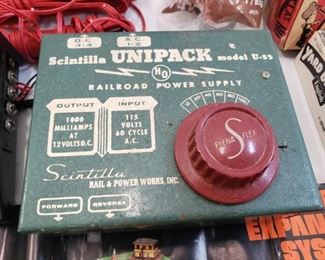 D.C. A.C.
3-4 1-2
Scintilla UNIPACK model U-55
HO
RAILROAD POWER SUPPLY
OUTPUT INPUT
1000 MILLIAMPS AT 12 VOLTS D.C.
115 VOLTS 60 CYCLE A.C.
0 20 40 60 80 100
PLENA S FLEX
Scintilla
RAIL & POWER WORKS, INC.
FORWARD REVERSE
YARD
EXPAN
SY